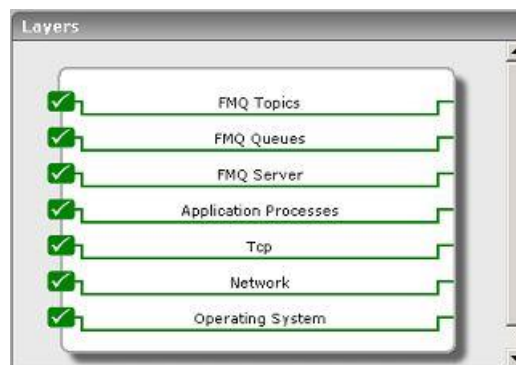 Layers
FMQ Topics
FMQ Queues
FMQ Server
Application Processes
Tcp
Network
Operating System